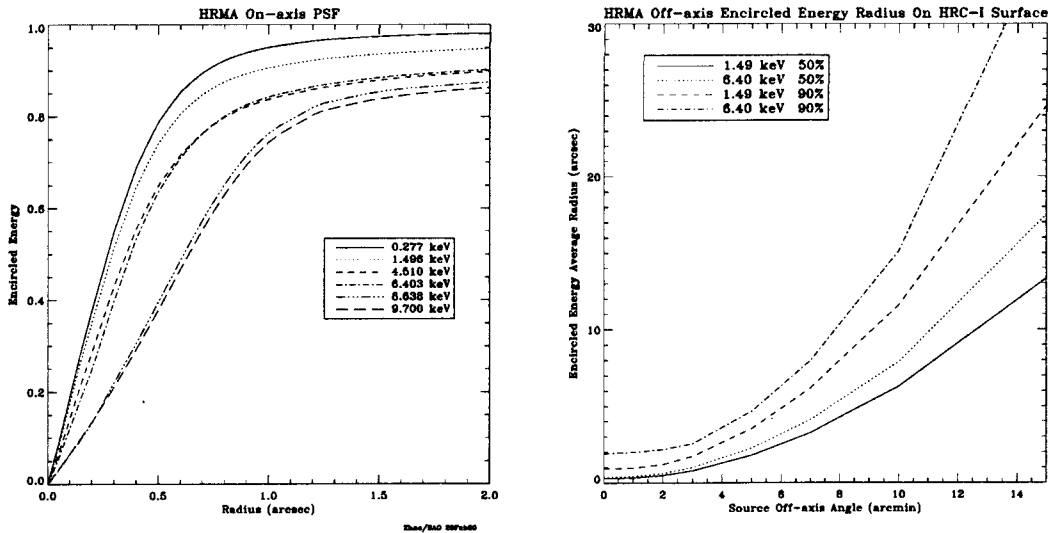 HRMA On-axis PSF
1.0
0.8
0.6
0.4
0.2
0.0
Encircled Energy
0.277 keV
1.496 keV
4.510 keV
6.403 keV
8.638 keV
9.700 keV
0.0
0.5
1.0
1.5
2.0
Radius (arcsec)
HRMA Off-axis Encircled Energy Radius On HRC-I Surface
30
20
10
0
Encircled Energy Average Radius (arcsec)
1.49 keV 50%
6.40 keV 50%
1.49 keV 90%
6.40 keV 90%
0
2
4
6
8
10
12
14
Source Off-axis Angle (arcmin)